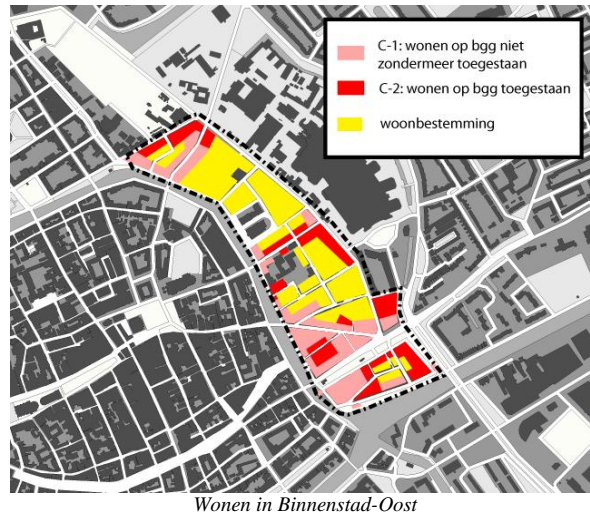 C-1: wonen op bgg niet
zondermeer toegestaan
C-2: wonen op bgg toegestaan
woonbestemming
Wonen in Binnenstad-Oost